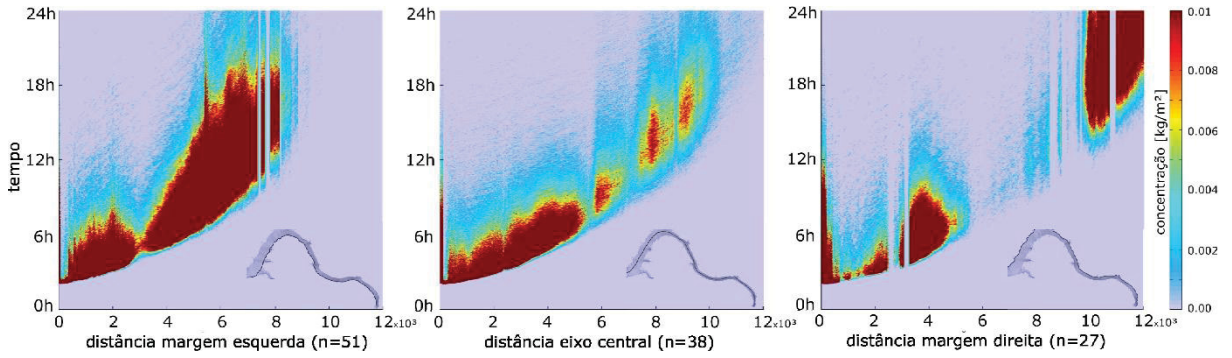 24h
18h
12h
6h
0h
tempo
0 2 4 6 8 10 12 x10³
distância margem esquerda (n=51)
24h
18h
12h
6h
0h
0 2 4 6 8 10 12 x10³
distância eixo central (n=38)
24h
18h
12h
6h
0h
0 2 4 6 8 10 12 x10³
distância margem direita (n=27)
0.01
0.008
0.006
0.004
0.002
0.00
concentração [kg/m²]